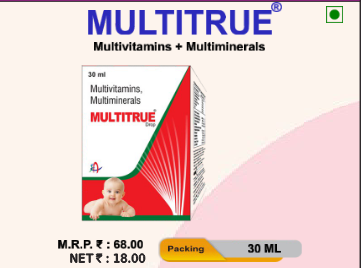 MULTITRUE®
Multivitamins + Multiminerals
30 ml
Multivitamins,
Multiminerals
MULTITRUE
Drop
M.R.P. ₹ : 68.00
NET ₹ : 18.00
Packing 30 ML